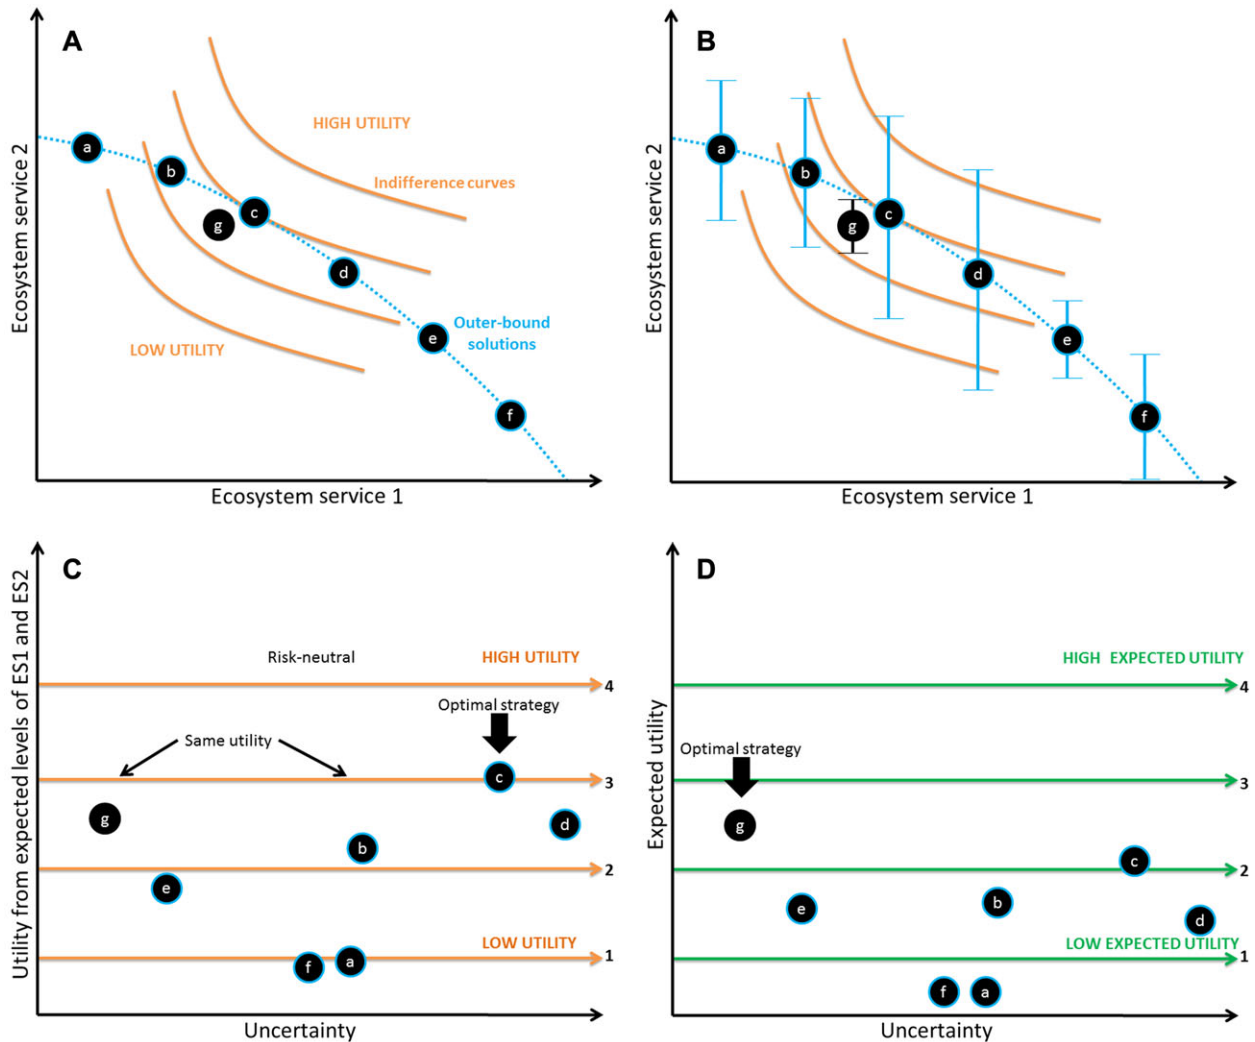 A
Ecosystem service 2
HIGH UTILITY
Indifference curves
a
b
c
g
d
e
f
Outer-bound
solutions
LOW UTILITY
Ecosystem service 1
B
Ecosystem service 2
a
b
c
g
d
e
f
Ecosystem service 1
C
Utility from expected levels of ES1 and ES2
Risk-neutral
HIGH UTILITY
4
Optimal strategy
Same utility
c
3
g
d
b
2
e
LOW UTILITY
f
a
1
Uncertainty
D
Expected utility
HIGH EXPECTED UTILITY
4
Optimal strategy
3
g
c
2
e
b
d
LOW EXPECTED UTILITY
1
f
a
Uncertainty